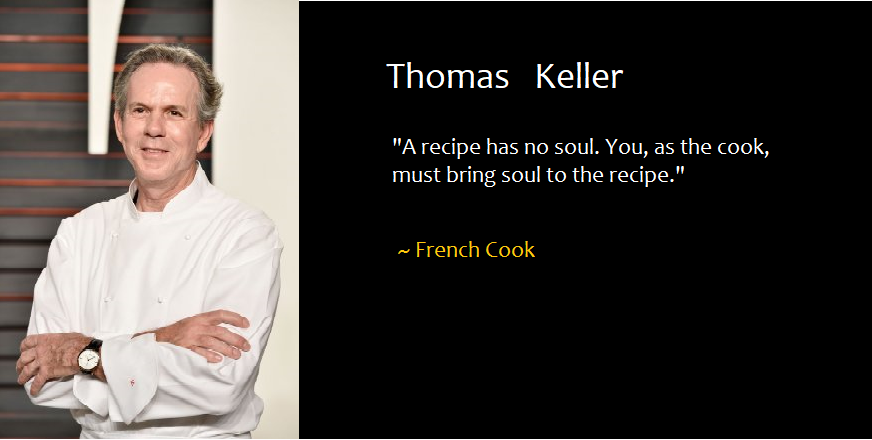 Thomas Keller
"A recipe has no soul. You, as the cook,
must bring soul to the recipe."
~ French Cook